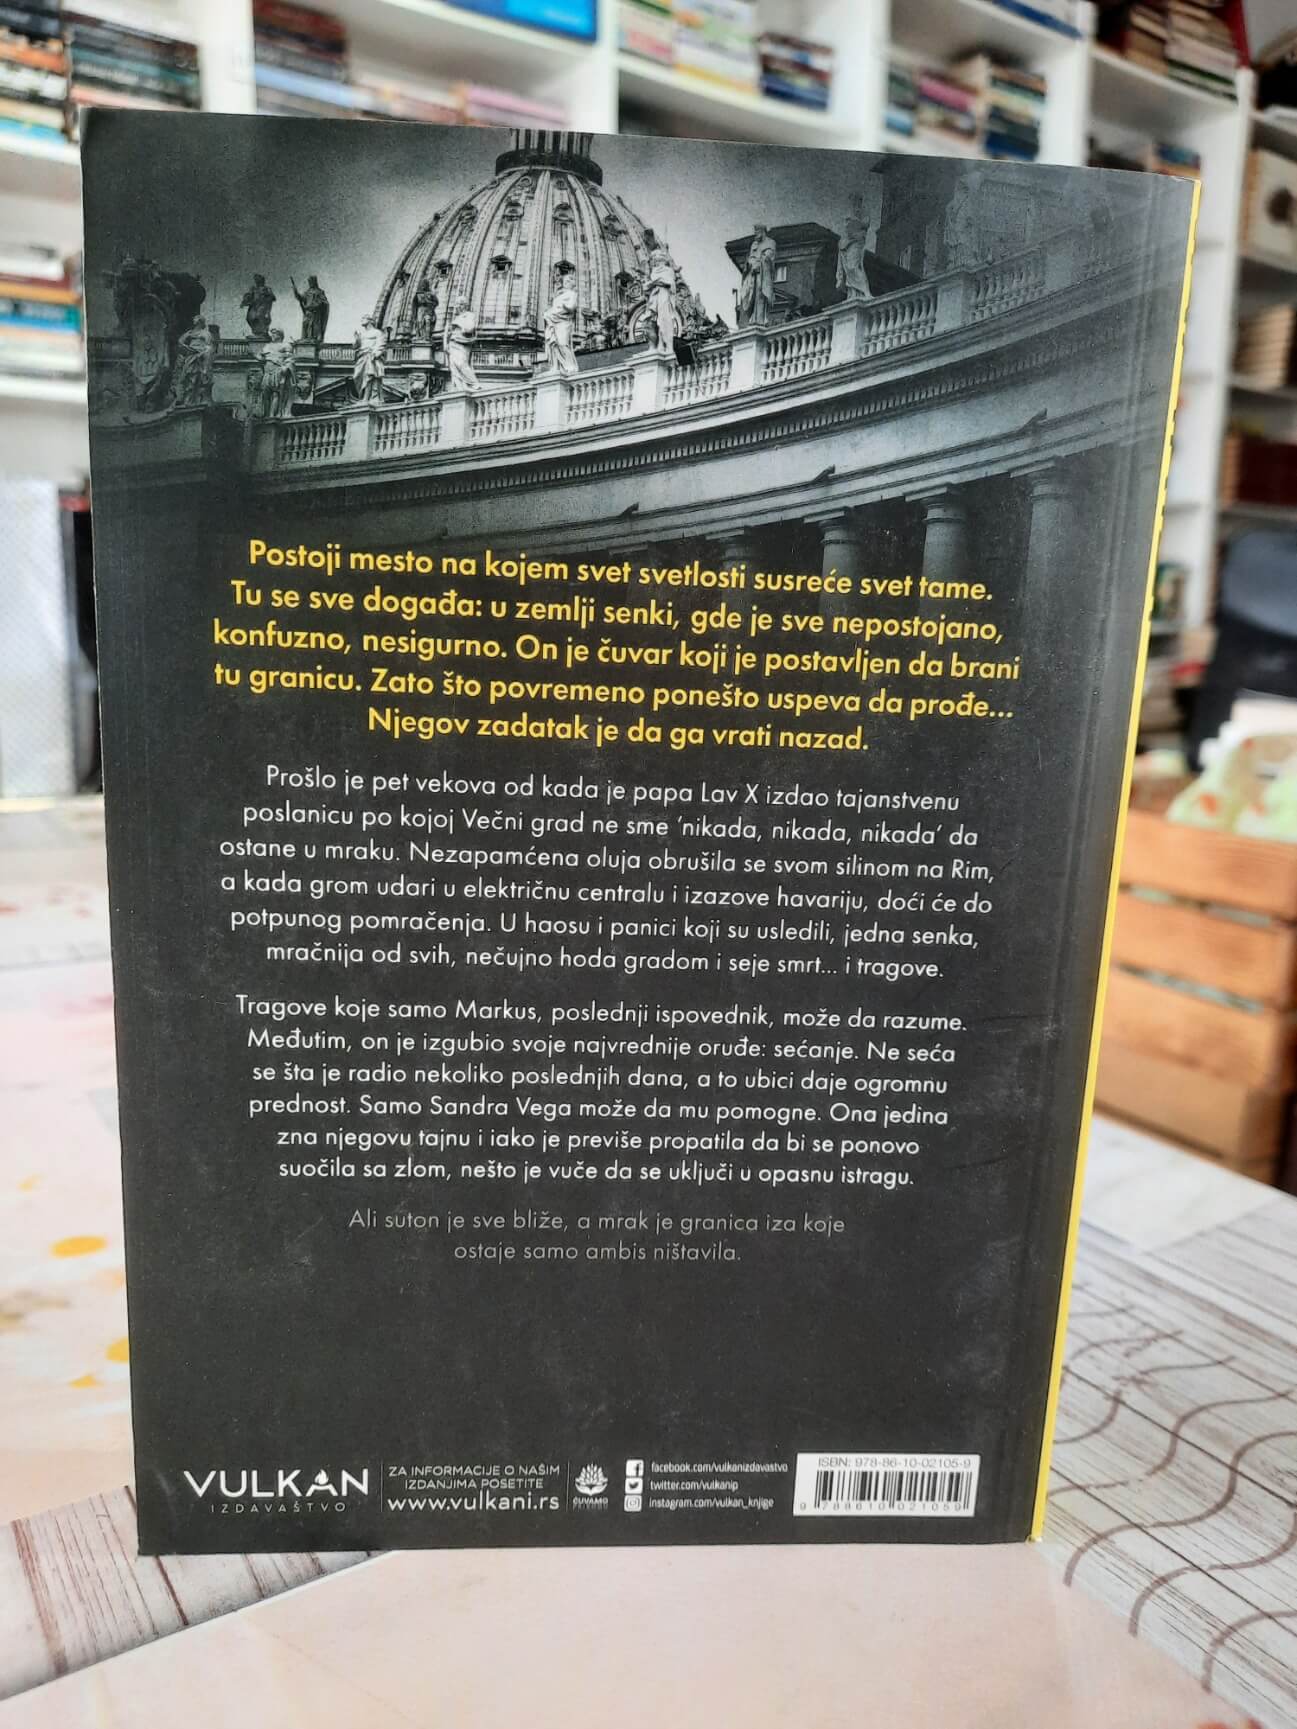 Postoji mesto na kojem svet svetlosti susreće svet tame.
Tu se sve događa: u zemlji senki, gde je sve nepostojano,
konfuzno, nesigurno. On je čuvar koji je postavljen da brani
tu granicu. Zato što povremeno ponešto uspeva da prođe...
Njegov zadatak je da ga vrati nazad.
Prošlo je pet vekova od kada je papa Lav X izdao tajanstvenu
poslanicu po kojoj Večni grad ne sme ‘nikada, nikada, nikada’ da
ostane u mraku. Nezapamćena oluja obrušila se svom silinom na Rim,
a kada grom udari u električnu centralu i izazove havariju, doći će do
potpunog pomračenja. U haosu i panici koji su usledili, jedna senka,
mračnija od svih, nečujno hoda gradom i seje smrt... i tragove.
Tragove koje samo Markus, poslednji ispovednik, može da razume.
Međutim, on je izgubio svoje najvrednije oruđe: sećanje. Ne seća
se šta je radio nekoliko poslednjih dana, a to ubici daje ogromnu
prednost. Samo Sandra Vega može da mu pomogne. Ona jedina
zna njegovu tajnu i iako je previše propatila da bi se ponovo
suočila sa zlom, nešto je vuče da se uključi u opasnu istragu.
Ali suton je sve bliže, a mrak je granica iza koje
ostaje samo ambis ništavila.
VULKAN
IZDAVAŠTVO
ZA INFORMACIJE O NAŠIM
IZDANJIMA POSETITE
www.vulkani.rs
ČUVAMO
PRIRODU
facebook.com/vulkanizdavastvo
twitter.com/vulkanip
instagram.com/vulkan_knjige
ISBN: 978-86-10-02105-9
9 788610 021059